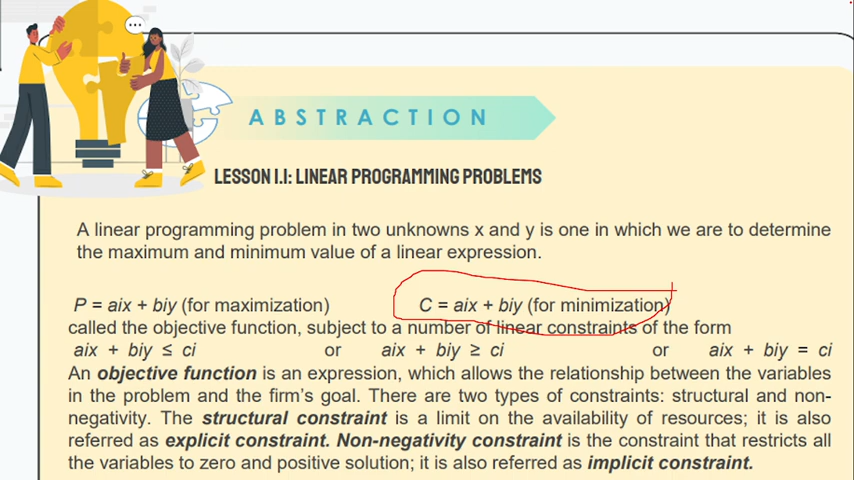 ABSTRACTION
LESSON 1.1: LINEAR PROGRAMMING PROBLEMS
A linear programming problem in two unknowns x and y is one in which we are to determine
the maximum and minimum value of a linear expression.
P = aix + biy (for maximization) C = aix + biy (for minimization)
called the objective function, subject to a number of linear constraints of the form
aix + biy ≤ ci or aix + biy ≥ ci or aix + biy = ci
An objective function is an expression, which allows the relationship between the variables
in the problem and the firm's goal. There are two types of constraints: structural and non-
negativity. The structural constraint is a limit on the availability of resources; it is also
referred as explicit constraint. Non-negativity constraint is the constraint that restricts all
the variables to zero and positive solution; it is also referred as implicit constraint.